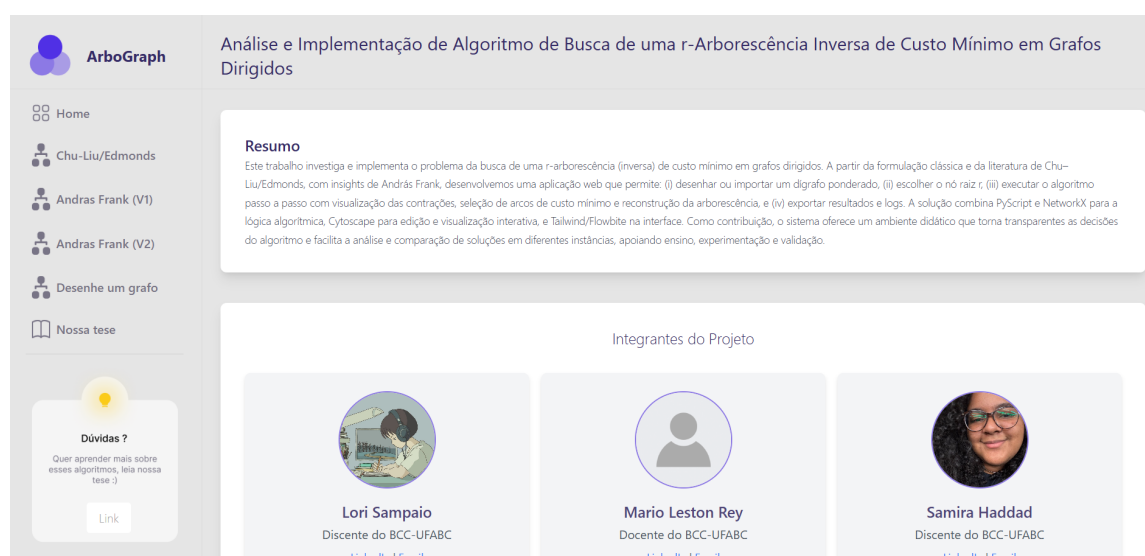 ArboGraph
Home
Chu-Liu/Edmonds
Andras Frank (V1)
Andras Frank (V2)
Desenhe um grafo
Nossa tese
Dúvidas ?
Quer aprender mais sobre
esses algoritmos, leia nossa
tese :)
Link
Análise e Implementação de Algoritmo de Busca de uma r-Arborescência Inversa de Custo Mínimo em Grafos
Dirigidos
Resumo
Este trabalho investiga e implementa o problema da busca de uma r-arborescência (inversa) de custo mínimo em grafos dirigidos. A partir da formulação clássica e da literatura de Chu–
Liu/Edmonds, com insights de András Frank, desenvolvemos uma aplicação web que permite: (i) desenhar ou importar um dígrafo ponderado, (ii) escolher o nó raiz r, (iii) executar o algoritmo
passo a passo com visualização das contrações, seleção de arcos de custo mínimo e reconstrução da arborescência, e (iv) exportar resultados e logs. A solução combina PyScript e NetworkX para a
lógica algorítmica, Cytoscape para edição e visualização interativa, e Tailwind/Flowbite na interface. Como contribuição, o sistema oferece um ambiente didático que torna transparentes as decisões
do algoritmo e facilita a análise e comparação de soluções em diferentes instâncias, apoiando ensino, experimentação e validação.
Integrantes do Projeto
Lori Sampaio
Discente do BCC-UFABC
Mario Leston Rey
Docente do BCC-UFABC
Samira Haddad
Discente do BCC-UFABC